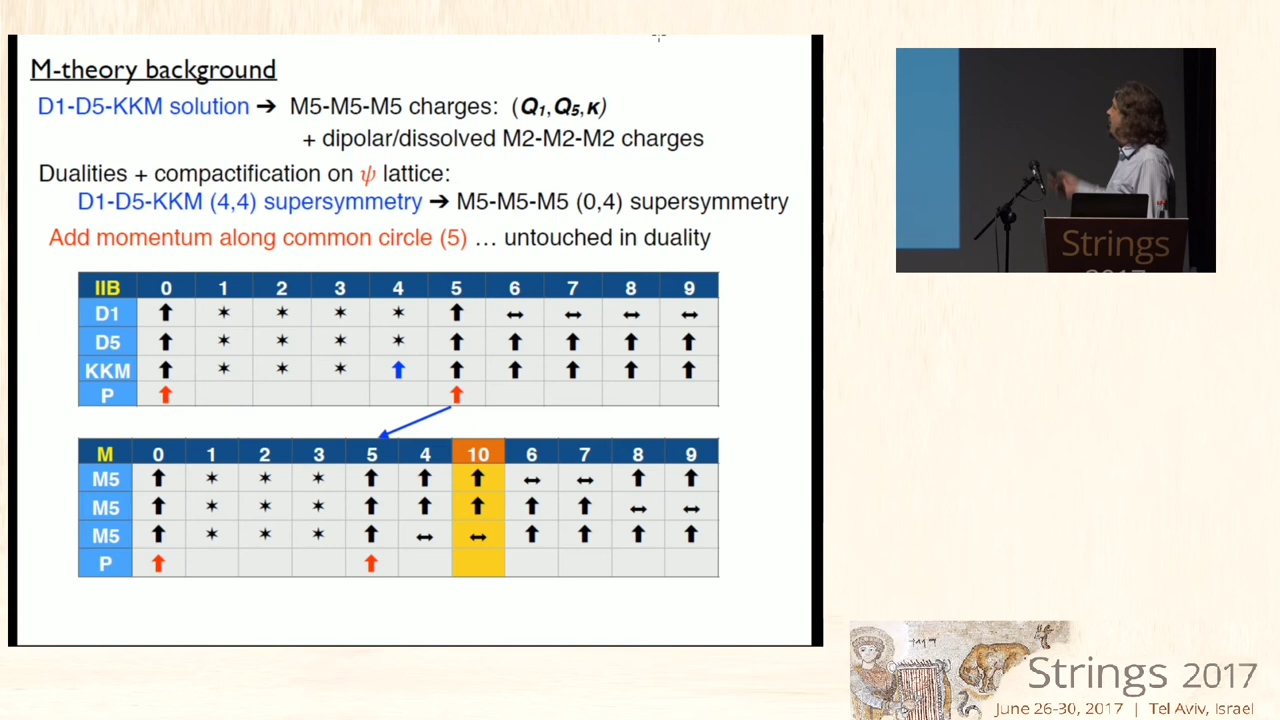 M-theory background
D1-D5-KKM solution ➔ M5-M5-M5 charges: (Q₁,Q₅,κ)
+ dipolar/dissolved M2-M2-M2 charges
Dualities + compactification on ψ lattice:
D1-D5-KKM (4,4) supersymmetry ➔ M5-M5-M5 (0,4) supersymmetry
Add momentum along common circle (5) … untouched in duality
IIB 0 1 2 3 4 5 6 7 8 9
D1 ⬆ ✶ ✶ ✶ ✶ ⬆ ↔ ↔ ↔ ↔
D5 ⬆ ✶ ✶ ✶ ✶ ⬆ ⬆ ⬆ ⬆ ⬆
KKM ⬆ ✶ ✶ ✶ ⬆ ⬆ ⬆ ⬆ ⬆ ⬆
P ⬆ ⬆
M 0 1 2 3 5 4 10 6 7 8 9
M5 ⬆ ✶ ✶ ✶ ⬆ ⬆ ⬆ ↔ ↔ ⬆ ⬆
M5 ⬆ ✶ ✶ ✶ ⬆ ⬆ ⬆ ⬆ ⬆ ↔ ↔
M5 ⬆ ✶ ✶ ✶ ⬆ ↔ ↔ ⬆ ⬆ ⬆ ⬆
P ⬆ ⬆
Strings
2017
Strings 2017
June 26-30, 2017 | Tel Aviv, Israel